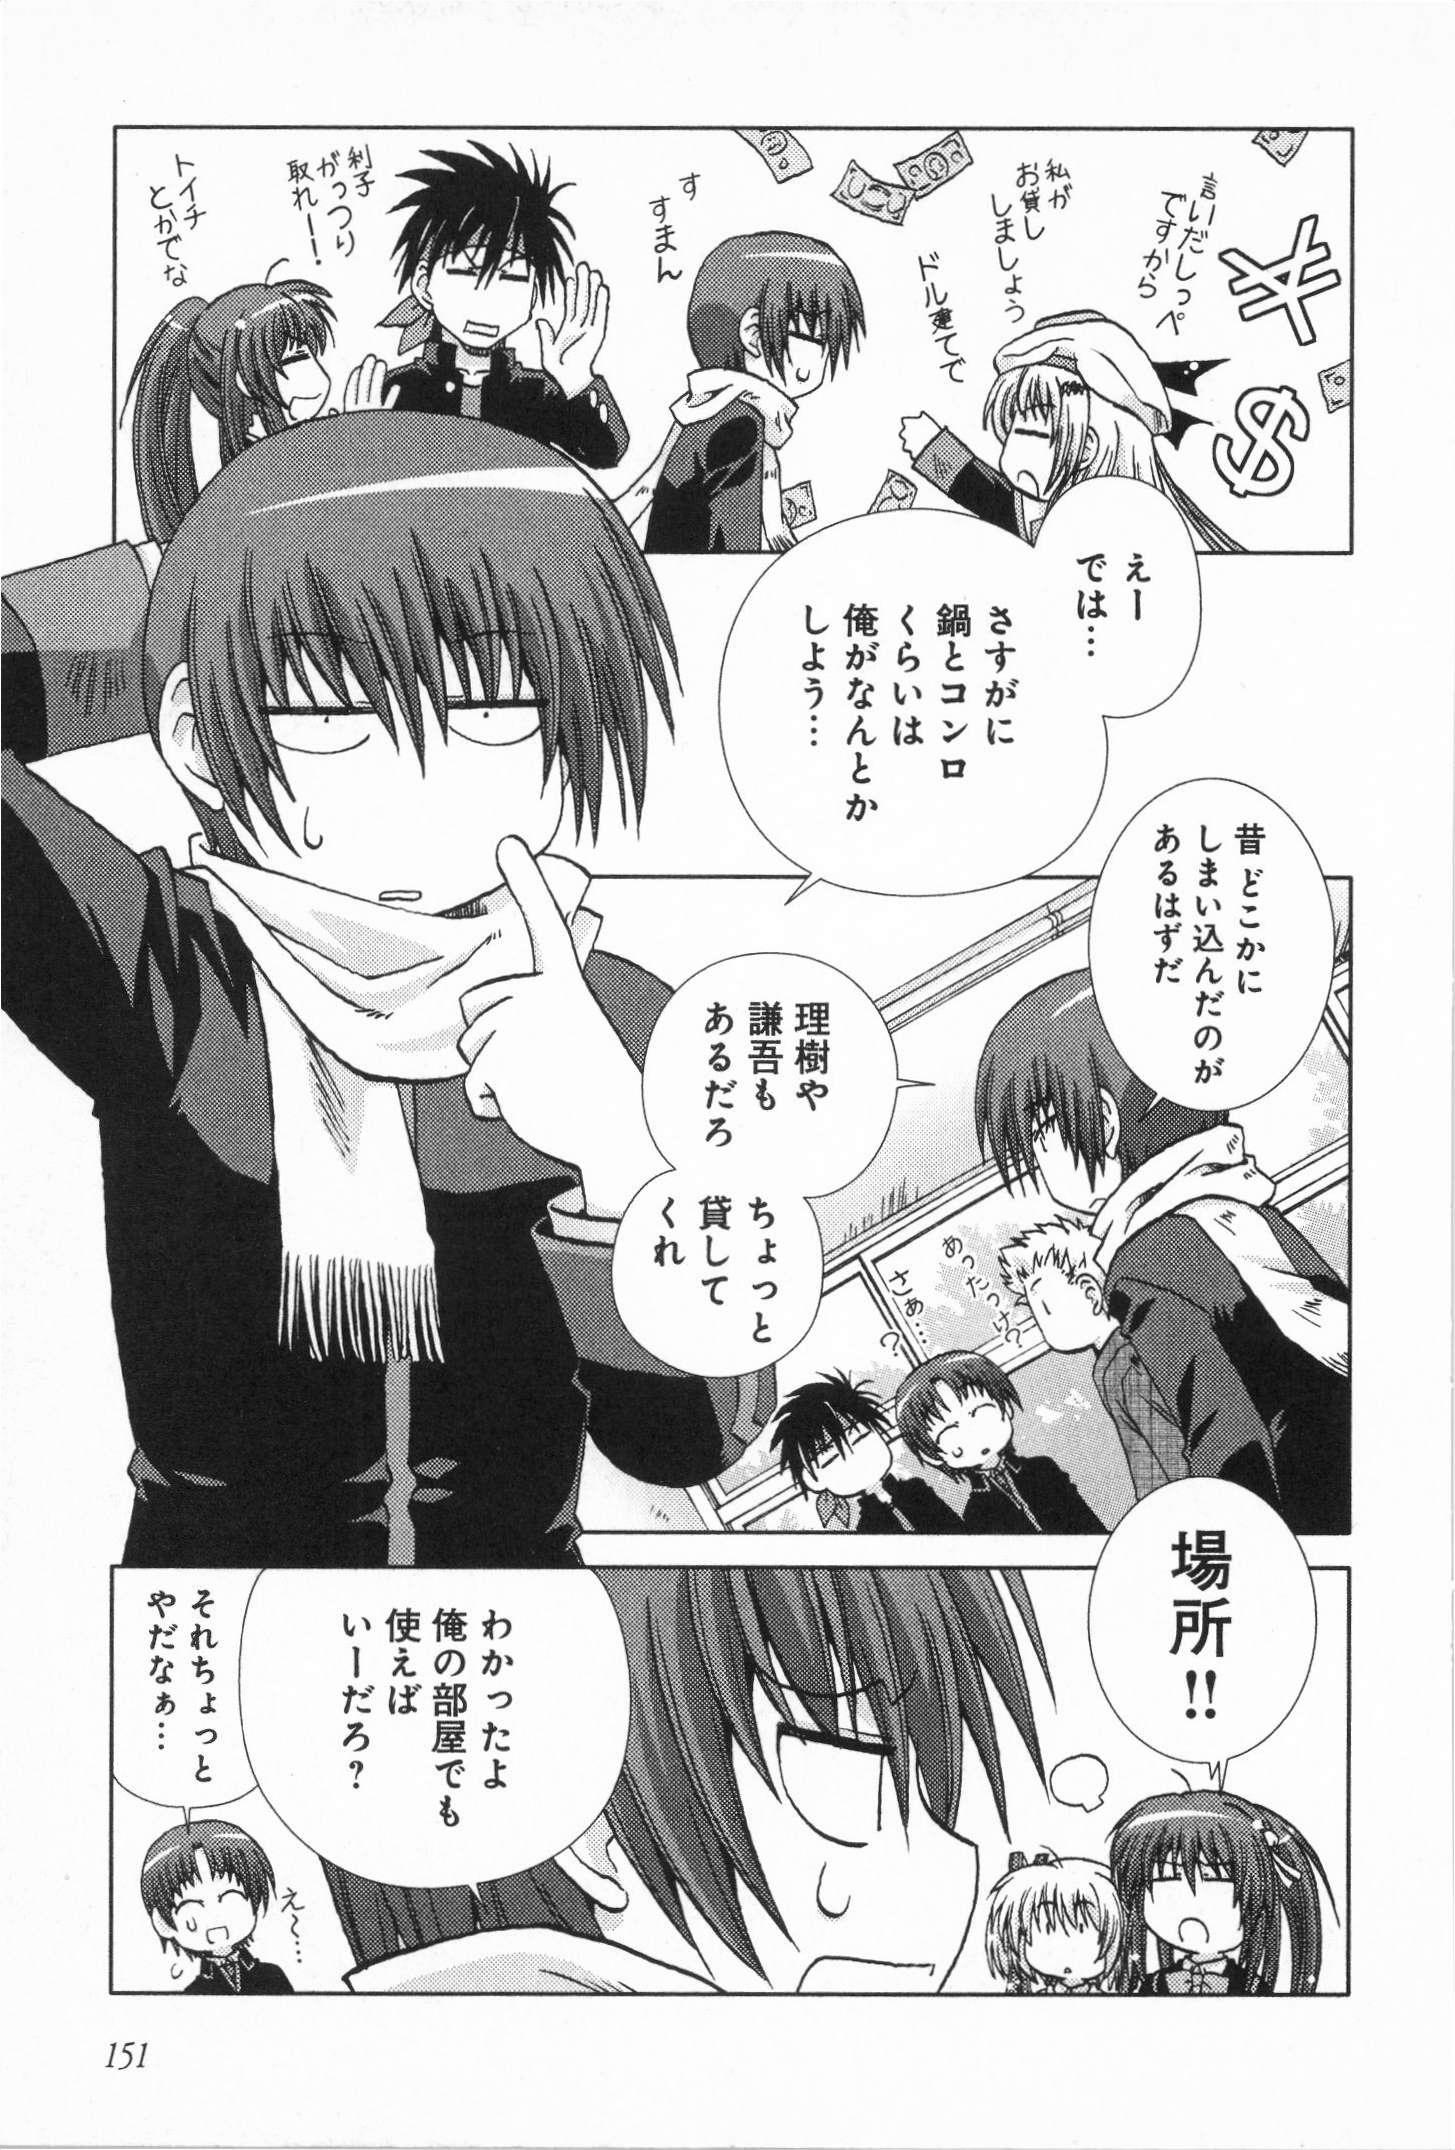 言いだしっぺ
ですから
私が
お貸し
しましょう
ドル建てで
す
すまん
利子
がっつり
取れー！
トイチ
とかでな
えー
では…
さすがに
鍋とコンロ
くらいは
俺がなんとか
しよう…
昔どこかに
しまい込んだのが
あるはずだ
理樹や
謙吾も
あるだろ
ちょっと
貸して
くれ
あったっけ?
さぁ…
?
場所!!
わかったよ
俺の部屋でも
使えば
いーだろ?
それちょっと
やだなぁ…
え〜…
¥
$
151